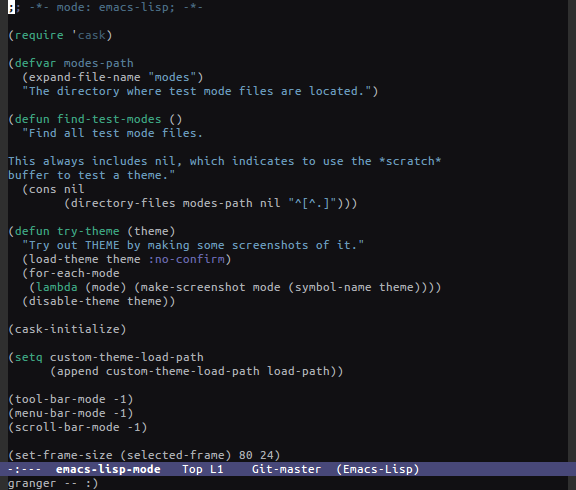 ;; -*- mode: emacs-lisp; -*-

(require 'cask)

(defvar modes-path
  (expand-file-name "modes")
  "The directory where test mode files are located.")

(defun find-test-modes ()
  "Find all test mode files.

This always includes nil, which indicates to use the *scratch*
buffer to test a theme."
  (cons nil
        (directory-files modes-path nil "^[^.]")))

(defun try-theme (theme)
  "Try out THEME by making some screenshots of it."
  (load-theme theme :no-confirm)
  (for-each-mode
   (lambda (mode) (make-screenshot mode (symbol-name theme))))
  (disable-theme theme))

(cask-initialize)

(setq custom-theme-load-path
      (append custom-theme-load-path load-path))

(tool-bar-mode -1)
(menu-bar-mode -1)
(scroll-bar-mode -1)

(set-frame-size (selected-frame) 80 24)
-:---  emacs-lisp-mode   Top L1    Git-master  (Emacs-Lisp)
granger -- :)